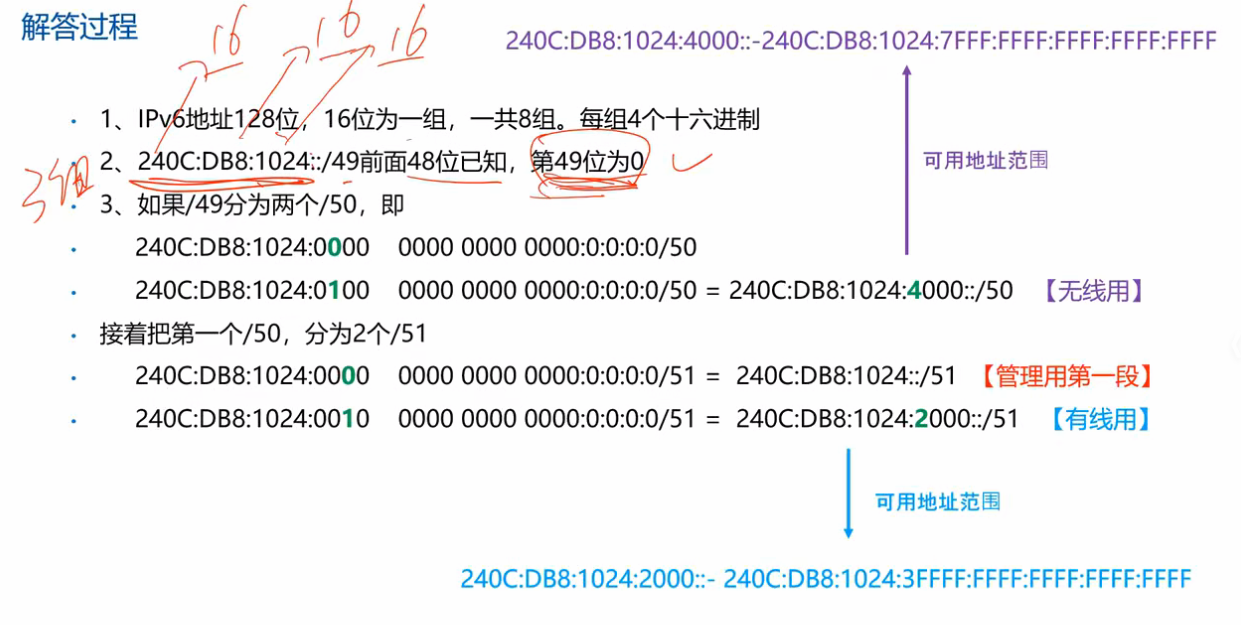 解答过程
16
16
16
240C:DB8:1024:4000::-240C:DB8:1024:7FFF:FFFF:FFFF:FFFF:FFFF
· 1、IPv6地址128位，16位为一组，一共8组。每组4个十六进制
可用地址范围
3组
· 2、240C:DB8:1024::/49前面48位已知，第49位为0
· 3、如果/49分为两个/50，即
· 240C:DB8:1024:0000 0000 0000 0000:0:0:0:0/50
· 240C:DB8:1024:0100 0000 0000 0000:0:0:0:0/50 = 240C:DB8:1024:4000::/50 【无线用】
· 接着把第一个/50，分为2个/51
· 240C:DB8:1024:0000 0000 0000 0000:0:0:0:0/51 = 240C:DB8:1024::/51 【管理用第一段】
· 240C:DB8:1024:0010 0000 0000 0000:0:0:0:0/51 = 240C:DB8:1024:2000::/51 【有线用】
可用地址范围
240C:DB8:1024:2000::- 240C:DB8:1024:3FFFF:FFFF:FFFF:FFFF:FFFF